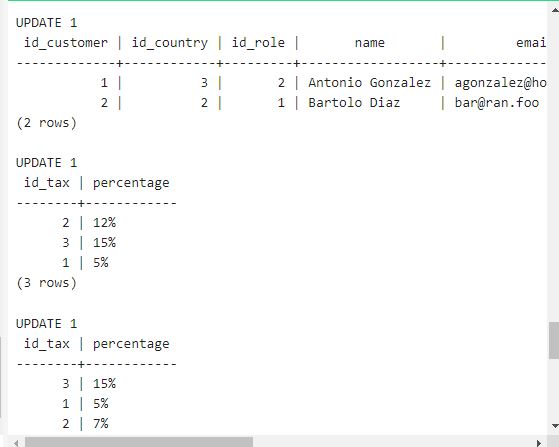 UPDATE 1
 id_customer | id_country | id_role |       name       |         emai
-------------+------------+---------+------------------+-------------
           1 |          3 |       2 | Antonio Gonzalez | agonzalez@ho
           2 |          2 |       1 | Bartolo Diaz     | bar@ran.foo
(2 rows)

UPDATE 1
 id_tax | percentage
--------+------------
      2 | 12%
      3 | 15%
      1 | 5%
(3 rows)

UPDATE 1
 id_tax | percentage
--------+------------
      3 | 15%
      1 | 5%
      2 | 7%